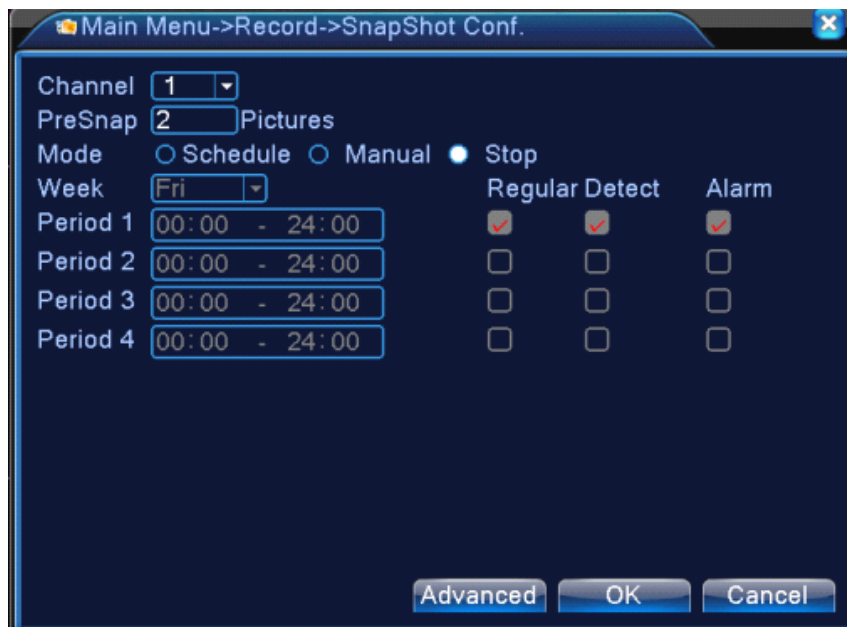 Main Menu->Record->SnapShot Conf.
Channel 1
PreSnap 2 Pictures
Mode Schedule Manual Stop
Week Fri Regular Detect Alarm
Period 1 00:00 - 24:00
Period 2 00:00 - 24:00
Period 3 00:00 - 24:00
Period 4 00:00 - 24:00
Advanced OK Cancel